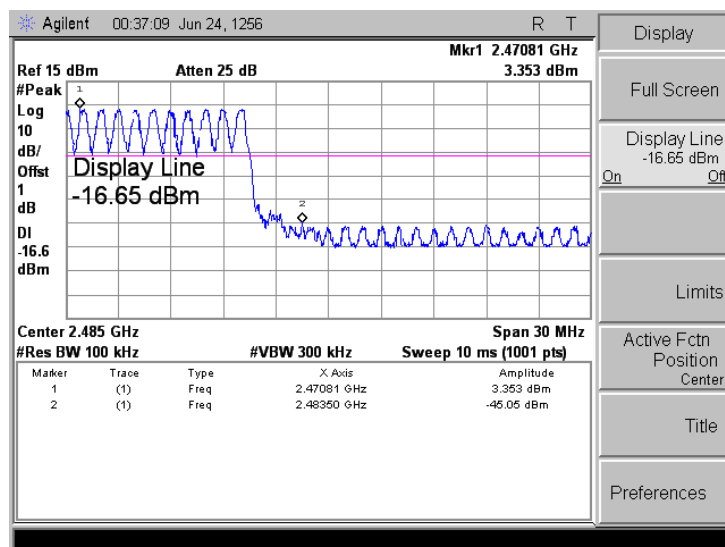 Agilent 00:37:09 Jun 24, 1256 R T
Mkr1 2.47081 GHz
Ref 15 dBm Atten 25 dB 3.353 dBm
#Peak
Log
10
dB/
Offst
1
dB
DI
-16.6
dBm
1
Display Line
-16.65 dBm
2
Center 2.485 GHz Span 30 MHz
#Res BW 100 kHz #VBW 300 kHz Sweep 10 ms (1001 pts)
Marker Trace Type X Axis Amplitude
1 (1) Freq 2.47081 GHz 3.353 dBm
2 (1) Freq 2.48350 GHz -45.05 dBm
Display
Full Screen
Display Line
-16.65 dBm
On Off
Limits
Active Fctn
Position
Center
Title
Preferences